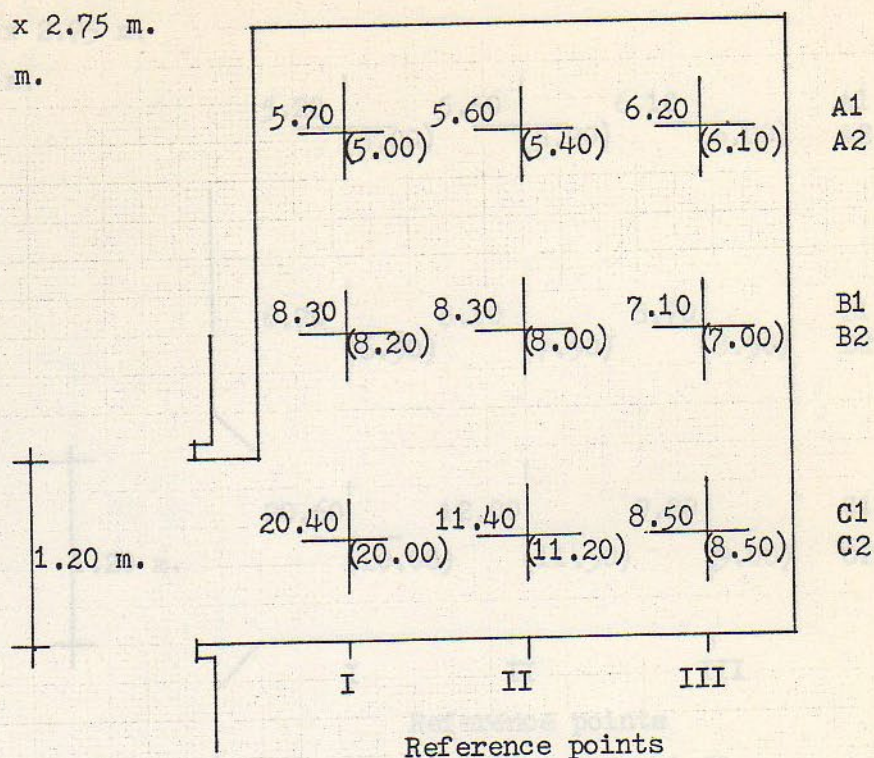 x 2.75 m.
m.
5.70 5.60 6.20 A1
(5.00) (5.40) (6.10) A2
8.30 8.30 7.10 B1
(8.20) (8.00) (7.00) B2
20.40 11.40 8.50 C1
(20.00) (11.20) (8.50) C2
1.20 m.
I II III
Reference points